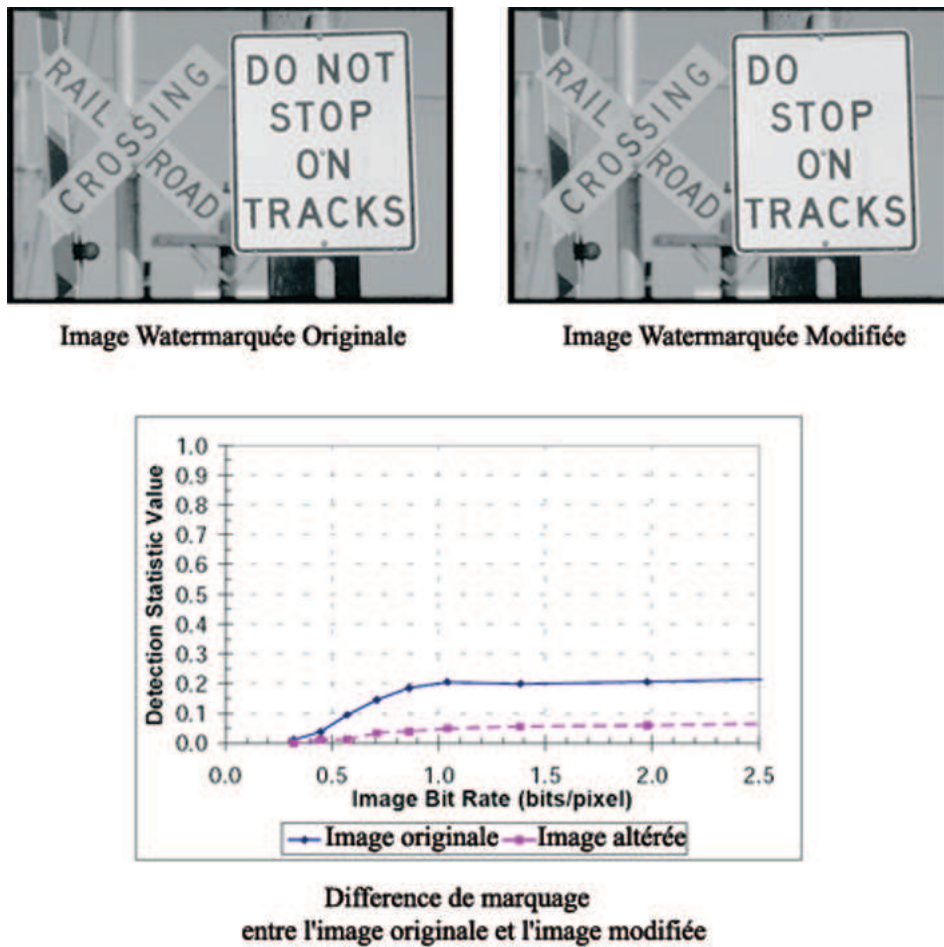 RAIL
ROAD
CROSSING
DO NOT
STOP
ON
TRACKS
Image Watermarquée Originale
RAIL
ROAD
CROSSING
DO
STOP
ON
TRACKS
Image Watermarquée Modifiée
Detection Statistic Value
1.0
0.9
0.8
0.7
0.6
0.5
0.4
0.3
0.2
0.1
0.0
0.0 0.5 1.0 1.5 2.0 2.5
Image Bit Rate (bits/pixel)
Image originale Image altérée
Difference de marquage
entre l'image originale et l'image modifiée